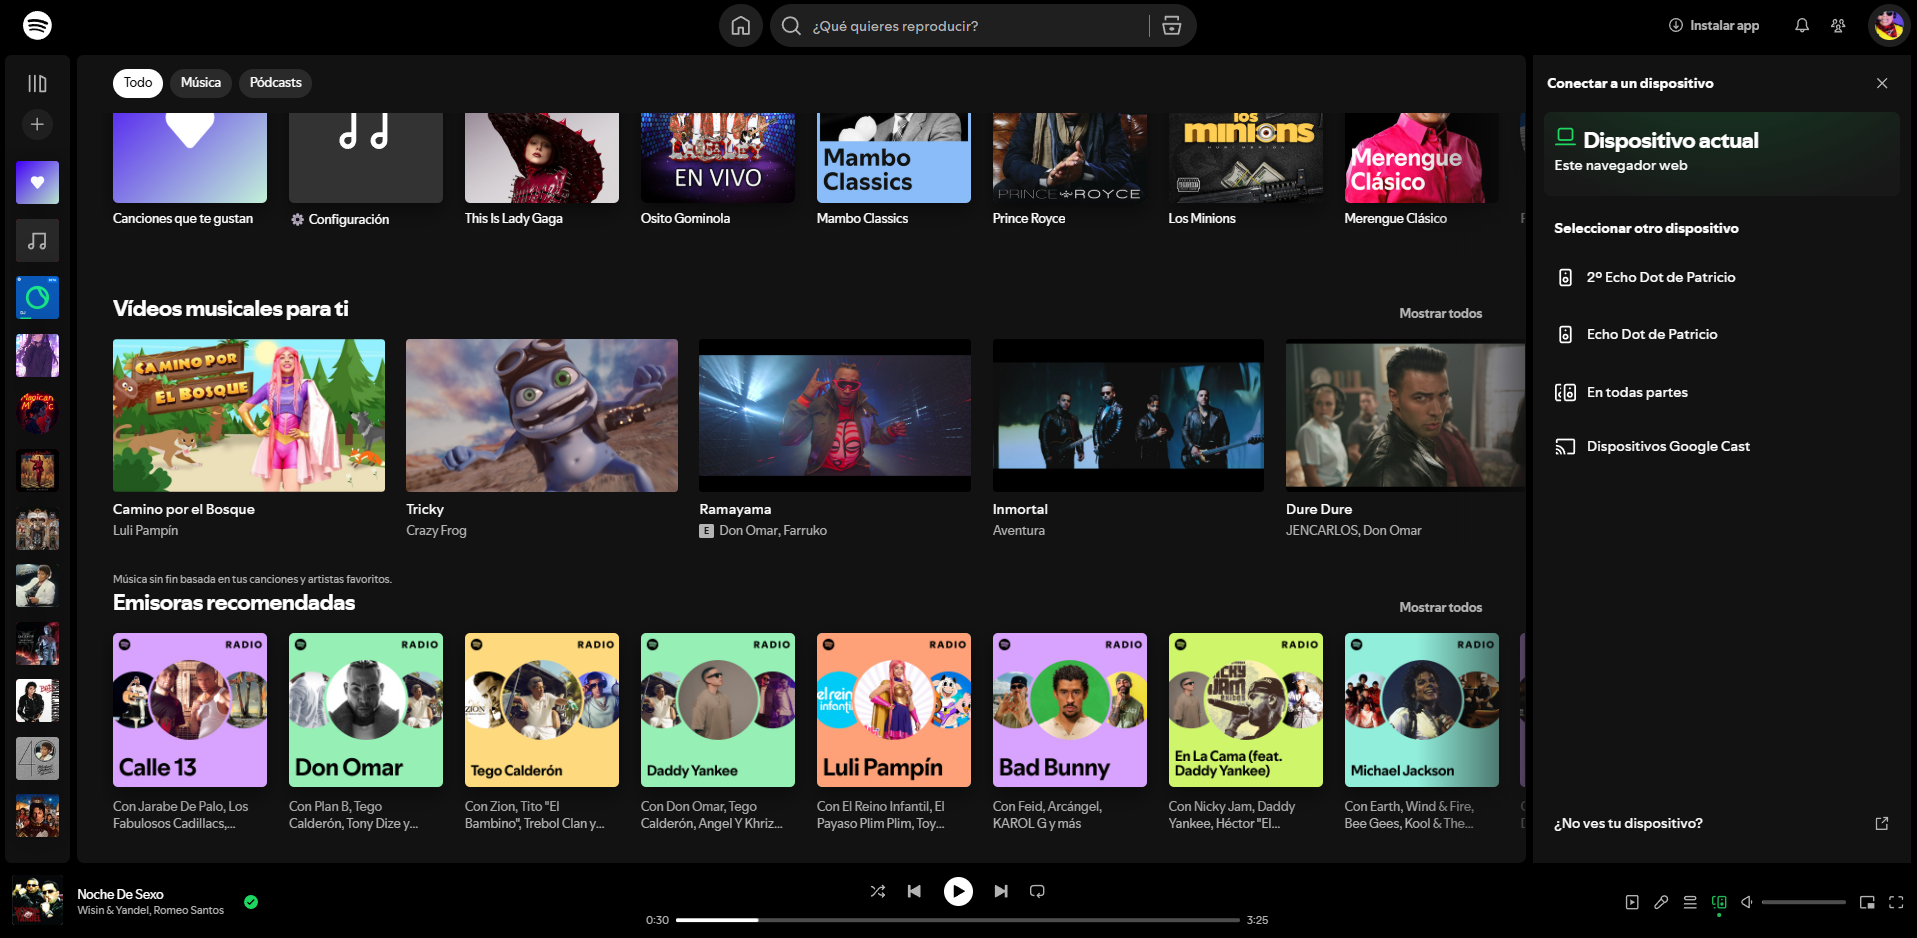 ¿Qué quieres reproducir?
Instalar app
Todo
Música
Pódcasts
EN VIVO
Mambo
Classics
PRINCE ROYCE
los
minions
Merengue
Clásico
Canciones que te gustan
Configuración
This Is Lady Gaga
Osito Gominola
Mambo Classics
Prince Royce
Los Minions
Merengue Clásico
Vídeos musicales para ti
Mostrar todos
CAMINO POR
EL BOSQUE
Camino por el Bosque
Luli Pampín
Tricky
Crazy Frog
Ramayama
E Don Omar, Farruko
Inmortal
Aventura
Dure Dure
JENCARLOS, Don Omar
Música sin fin basada en tus canciones y artistas favoritos.
Emisoras recomendadas
Mostrar todos
RADIO
Calle 13
Con Jarabe De Palo, Los
Fabulosos Cadillacs,...
RADIO
Don Omar
Con Plan B, Tego
Calderón, Tony Dize y...
RADIO
ZION
Tego Calderón
Con Zion, Tito "El
Bambino", Trebol Clan y...
RADIO
Daddy Yankee
Con Don Omar, Tego
Calderón, Angel Y Khriz...
RADIO
el reino
infantil
Luli Pampín
Con El Reino Infantil, El
Payaso Plim Plim, Toy...
RADIO
Bad Bunny
Con Feid, Arcángel,
KAROL G y más
RADIO
En La Cama (feat.
Daddy Yankee)
Con Nicky Jam, Daddy
Yankee, Héctor "El...
RADIO
Michael Jackson
Con Earth, Wind & Fire,
Bee Gees, Kool & The...
Conectar a un dispositivo
Dispositivo actual
Este navegador web
Seleccionar otro dispositivo
2º Echo Dot de Patricio
Echo Dot de Patricio
En todas partes
Dispositivos Google Cast
¿No ves tu dispositivo?
Noche De Sexo
Wisin & Yandel, Romeo Santos
0:30
3:25